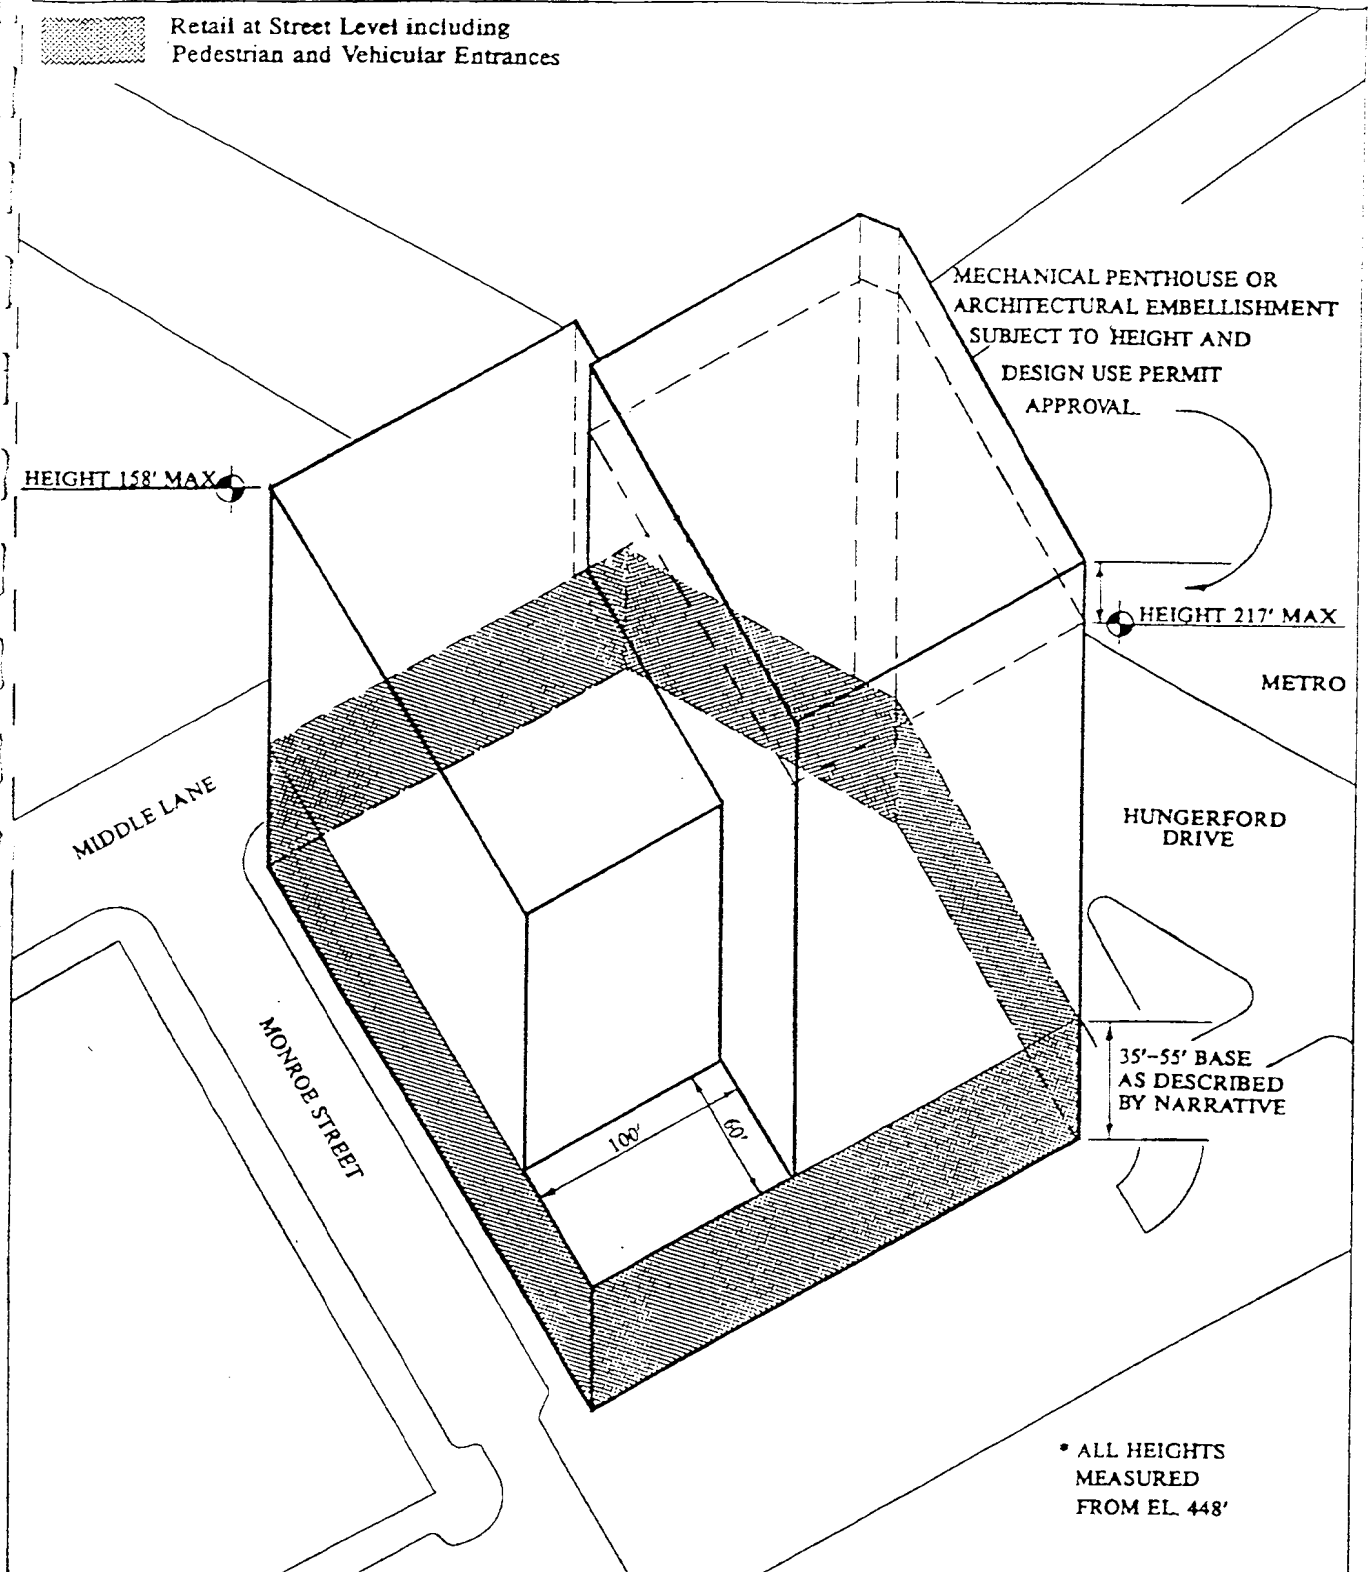 Retail at Street Level including
Pedestrian and Vehicular Entrances
MECHANICAL PENTHOUSE OR
ARCHITECTURAL EMBELLISHMENT
SUBJECT TO HEIGHT AND
DESIGN USE PERMIT
APPROVAL.
HEIGHT 158' MAX
HEIGHT 217' MAX
METRO
MIDDLE LANE
HUNGERFORD
DRIVE
MONROE STREET
35'-55' BASE
AS DESCRIBED
BY NARRATIVE
100'
60'
* ALL HEIGHTS
MEASURED
FROM EL. 448'